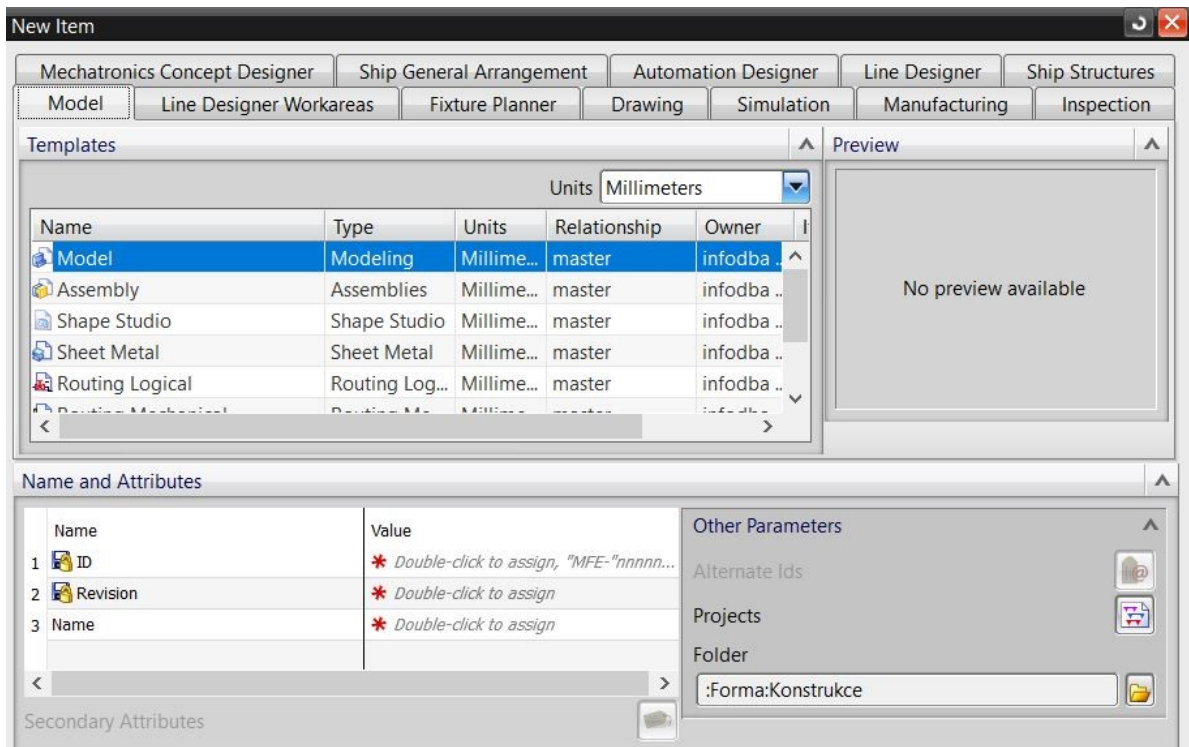 New Item
Mechatronics Concept Designer Ship General Arrangement Automation Designer Line Designer Ship Structures
Model Line Designer Workareas Fixture Planner Drawing Simulation Manufacturing Inspection
Templates
Preview
Units Millimeters
Name Type Units Relationship Owner
Model Modeling Millime... master infodba ..
Assembly Assemblies Millime... master infodba ..
Shape Studio Shape Studio Millime... master infodba ..
Sheet Metal Sheet Metal Millime... master infodba ..
Routing Logical Routing Log... Millime... master infodba ..
No preview available
Name and Attributes
Name Value
1 ID * Double-click to assign, "MFE-"nnnnn...
2 Revision * Double-click to assign
3 Name * Double-click to assign
Secondary Attributes
Other Parameters
Alternate Ids
Projects
Folder
:Forma:Konstrukce